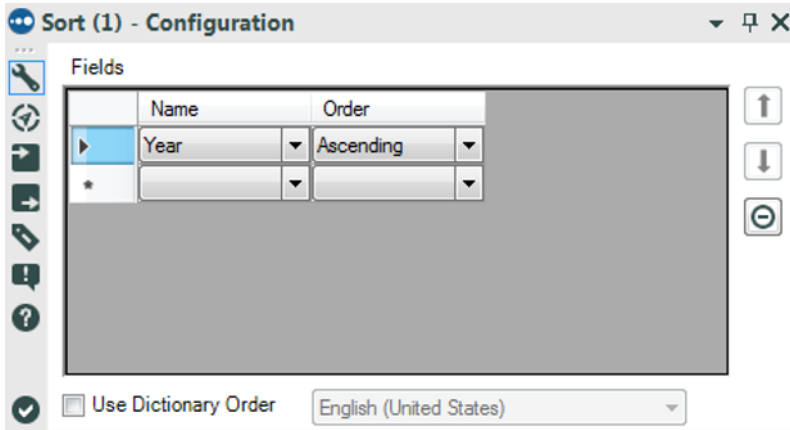 Sort (1) - Configuration
Fields
Name Order
Year Ascending
*
Use Dictionary Order English (United States)